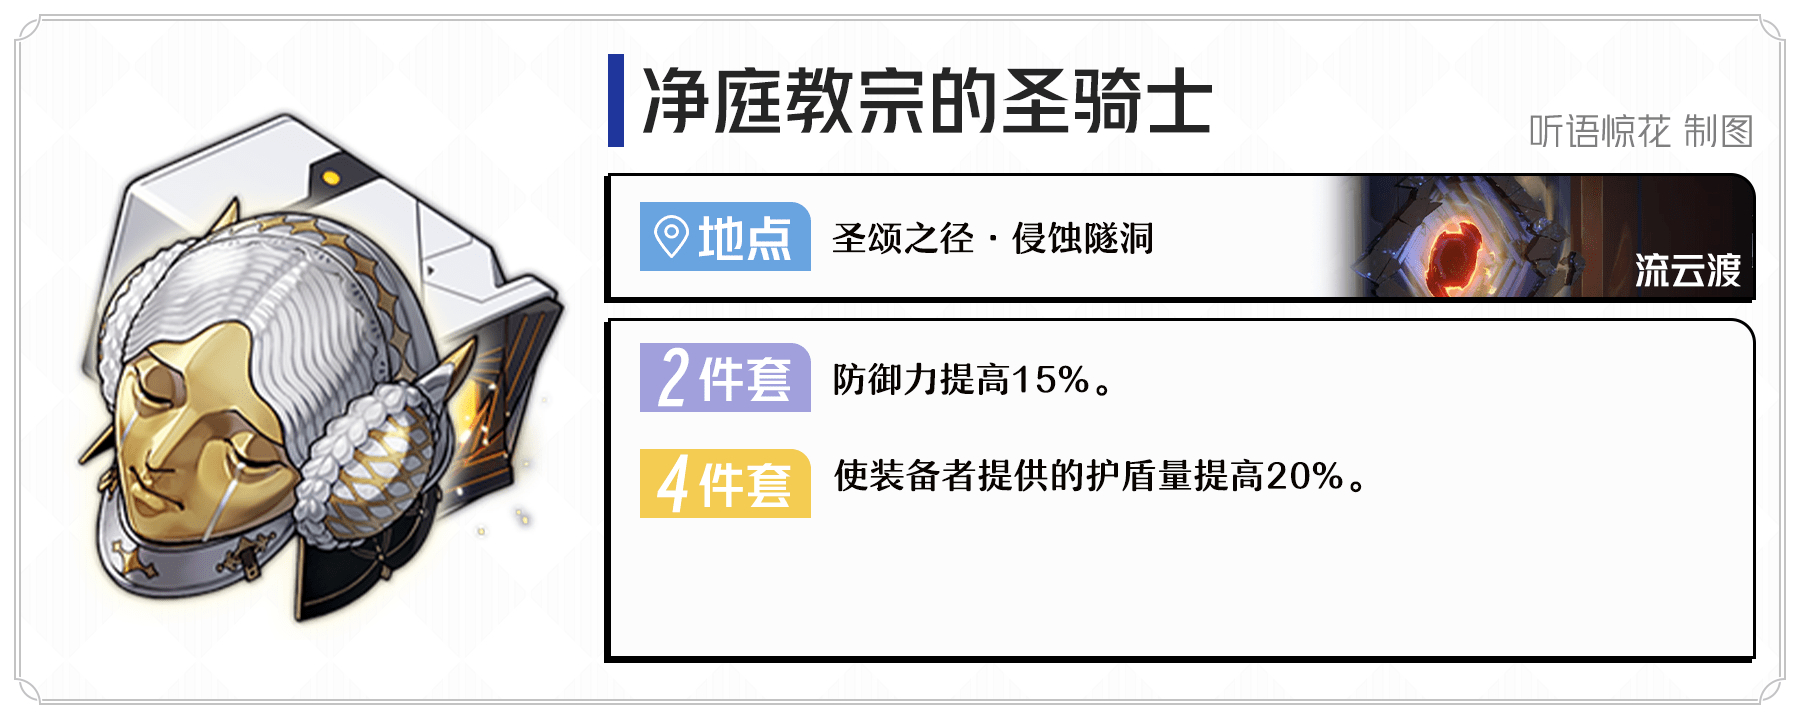 净庭教宗的圣骑士
听语惊花 制图
地点
圣颂之径·侵蚀隧洞
流云渡
2件套
防御力提高15%。
4件套
使装备者提供的护盾量提高20%。